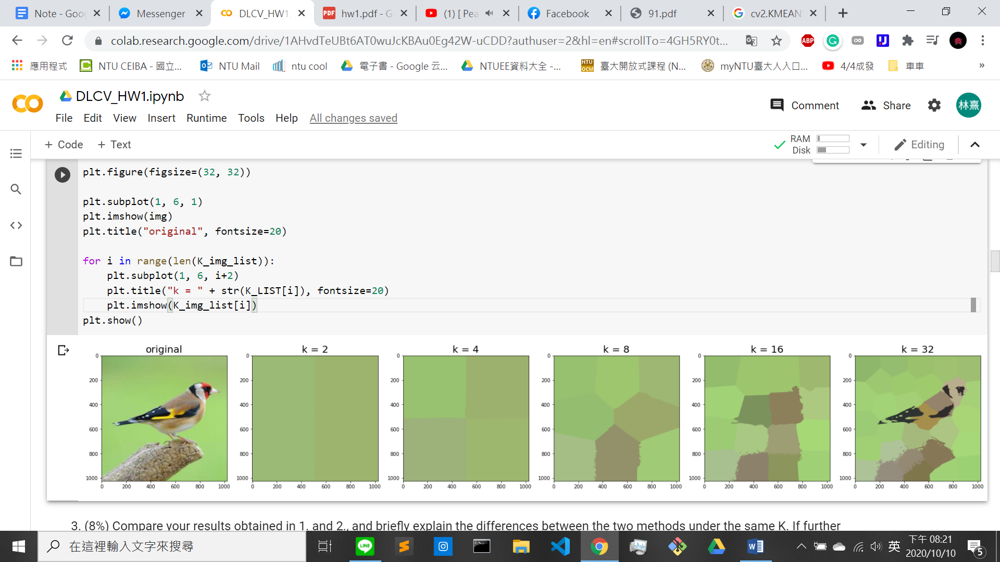 Note - Goog
Messenger
DLCV_HW1.
hw1.pdf - G
(1) [ Pea
Facebook
91.pdf
cv2.KMEAN
colab.research.google.com/drive/1AHvdTeUBt6AT0wuJcKBAu0Eg42W-uCDD?authuser=2&hl=en#scrollTo=4GH5RY0t...
ABP
應用程式
NTU CEIBA - 國立...
NTU Mail
ntu cool
電子書 - Google 云...
NTUEE資料大全 -...
臺大開放式課程 (N...
myNTU臺大人入口...
4/4成發
車車
»
DLCV_HW1.ipynb
Comment
Share
林熹
File Edit View Insert Runtime Tools Help All changes saved
+ Code + Text
RAM
Disk
Editing
plt.figure(figsize=(32, 32))
plt.subplot(1, 6, 1)
plt.imshow(img)
plt.title("original", fontsize=20)
for i in range(len(K_img_list)):
plt.subplot(1, 6, i+2)
plt.title("k = " + str(K_LIST[i]), fontsize=20)
plt.imshow(K_img_list[i])
plt.show()
original
0
200
400
600
800
1000
0 200 400 600 800 1000
k = 2
0
200
400
600
800
1000
0 200 400 600 800 1000
k = 4
0
200
400
600
800
1000
0 200 400 600 800 1000
k = 8
0
200
400
600
800
1000
0 200 400 600 800 1000
k = 16
0
200
400
600
800
1000
0 200 400 600 800 1000
k = 32
0
200
400
600
800
1000
0 200 400 600 800 1000
3. (8%) Compare your results obtained in 1. and 2., and briefly explain the differences between the two methods under the same K. If further
在這裡輸入文字來搜尋
LINE
英
下午 08:21
2020/10/10
5